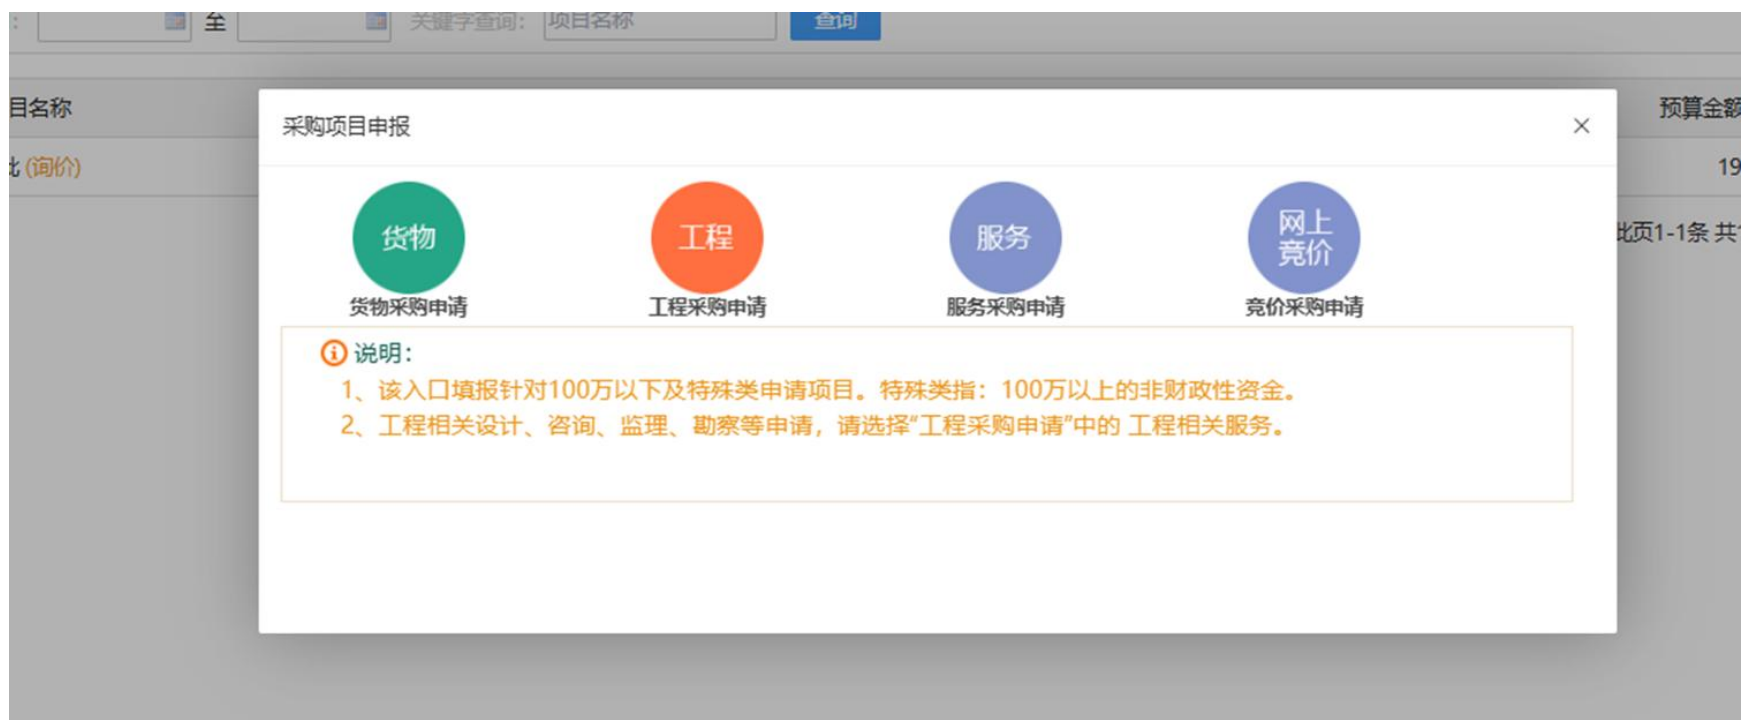 : 至 关键字查询: 项目名称 查询
目名称 预算金额
比 (询价) 19
此页1-1条 共1
采购项目申报
货物 工程 服务 网上竞价
货物采购申请 工程采购申请 服务采购申请 竞价采购申请
说明：
1、该入口填报针对100万以下及特殊类申请项目。特殊类指：100万以上的非财政性资金。
2、工程相关设计、咨询、监理、勘察等申请，请选择"工程采购申请"中的 工程相关服务。